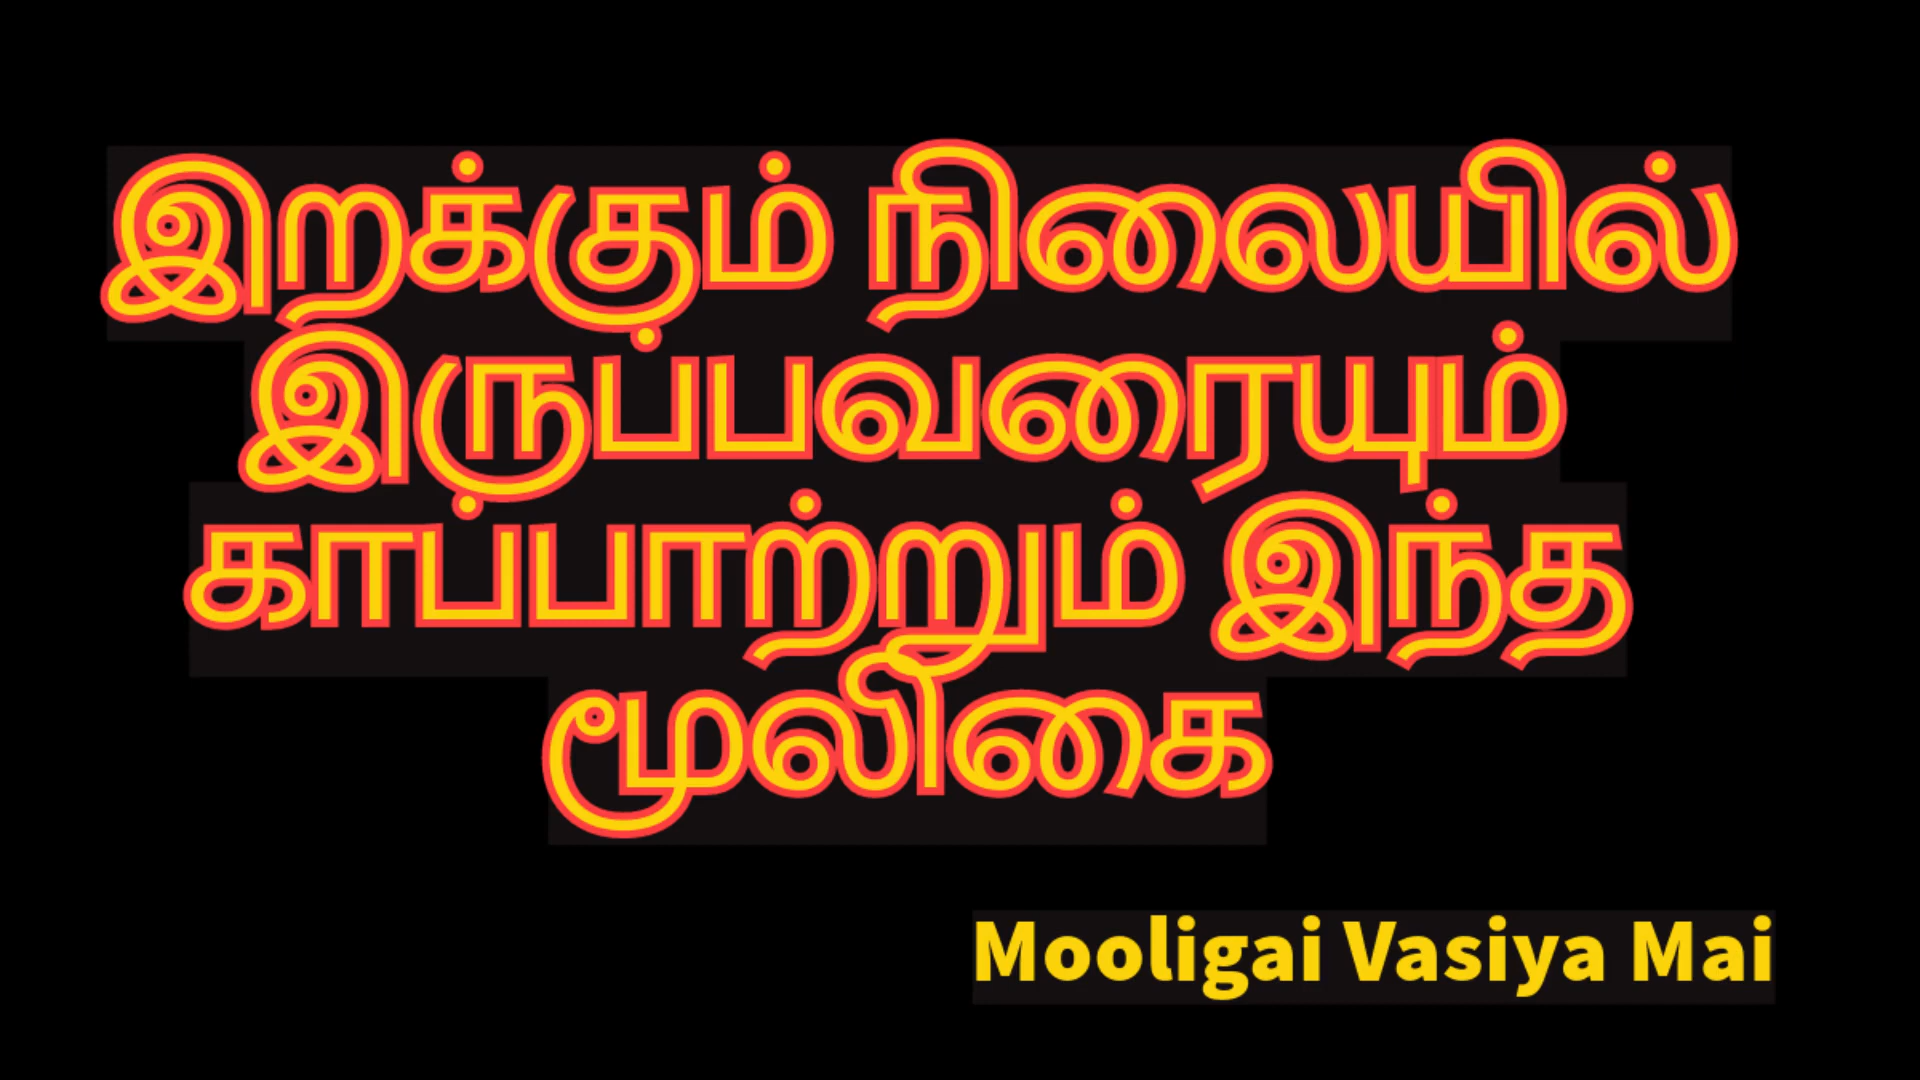 இறக்கும் நிலையில்
இருப்பவரையும்
காப்பாற்றும் இந்த
மூலிகை
Mooligai Vasiya Mai